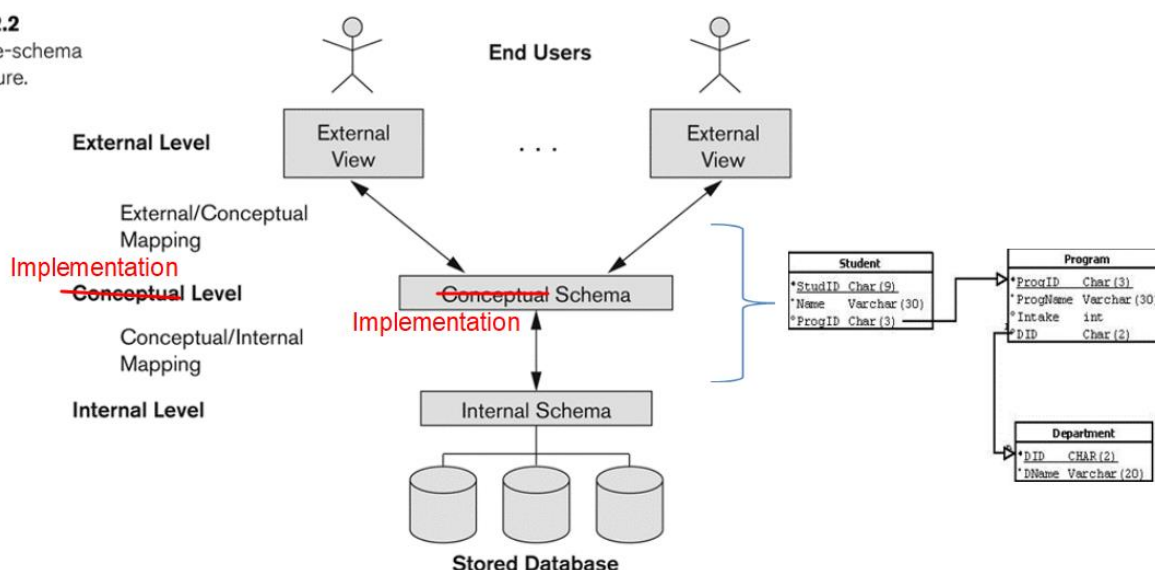 2.2
e-schema
ure.
End Users
External Level
External
View
. . .
External
View
External/Conceptual
Mapping
Implementation
Conceptual Level
Conceptual Schema
Implementation
Conceptual/Internal
Mapping
Internal Level
Internal Schema
Stored Database
Student
*StudID Char(9)
*Name Varchar(30)
°ProgID Char(3)
Program
*ProgID Char(3)
*ProgName Varchar(30)
°Intake int
°DID Char(2)
Department
*DID CHAR(2)
*DName Varchar(20)